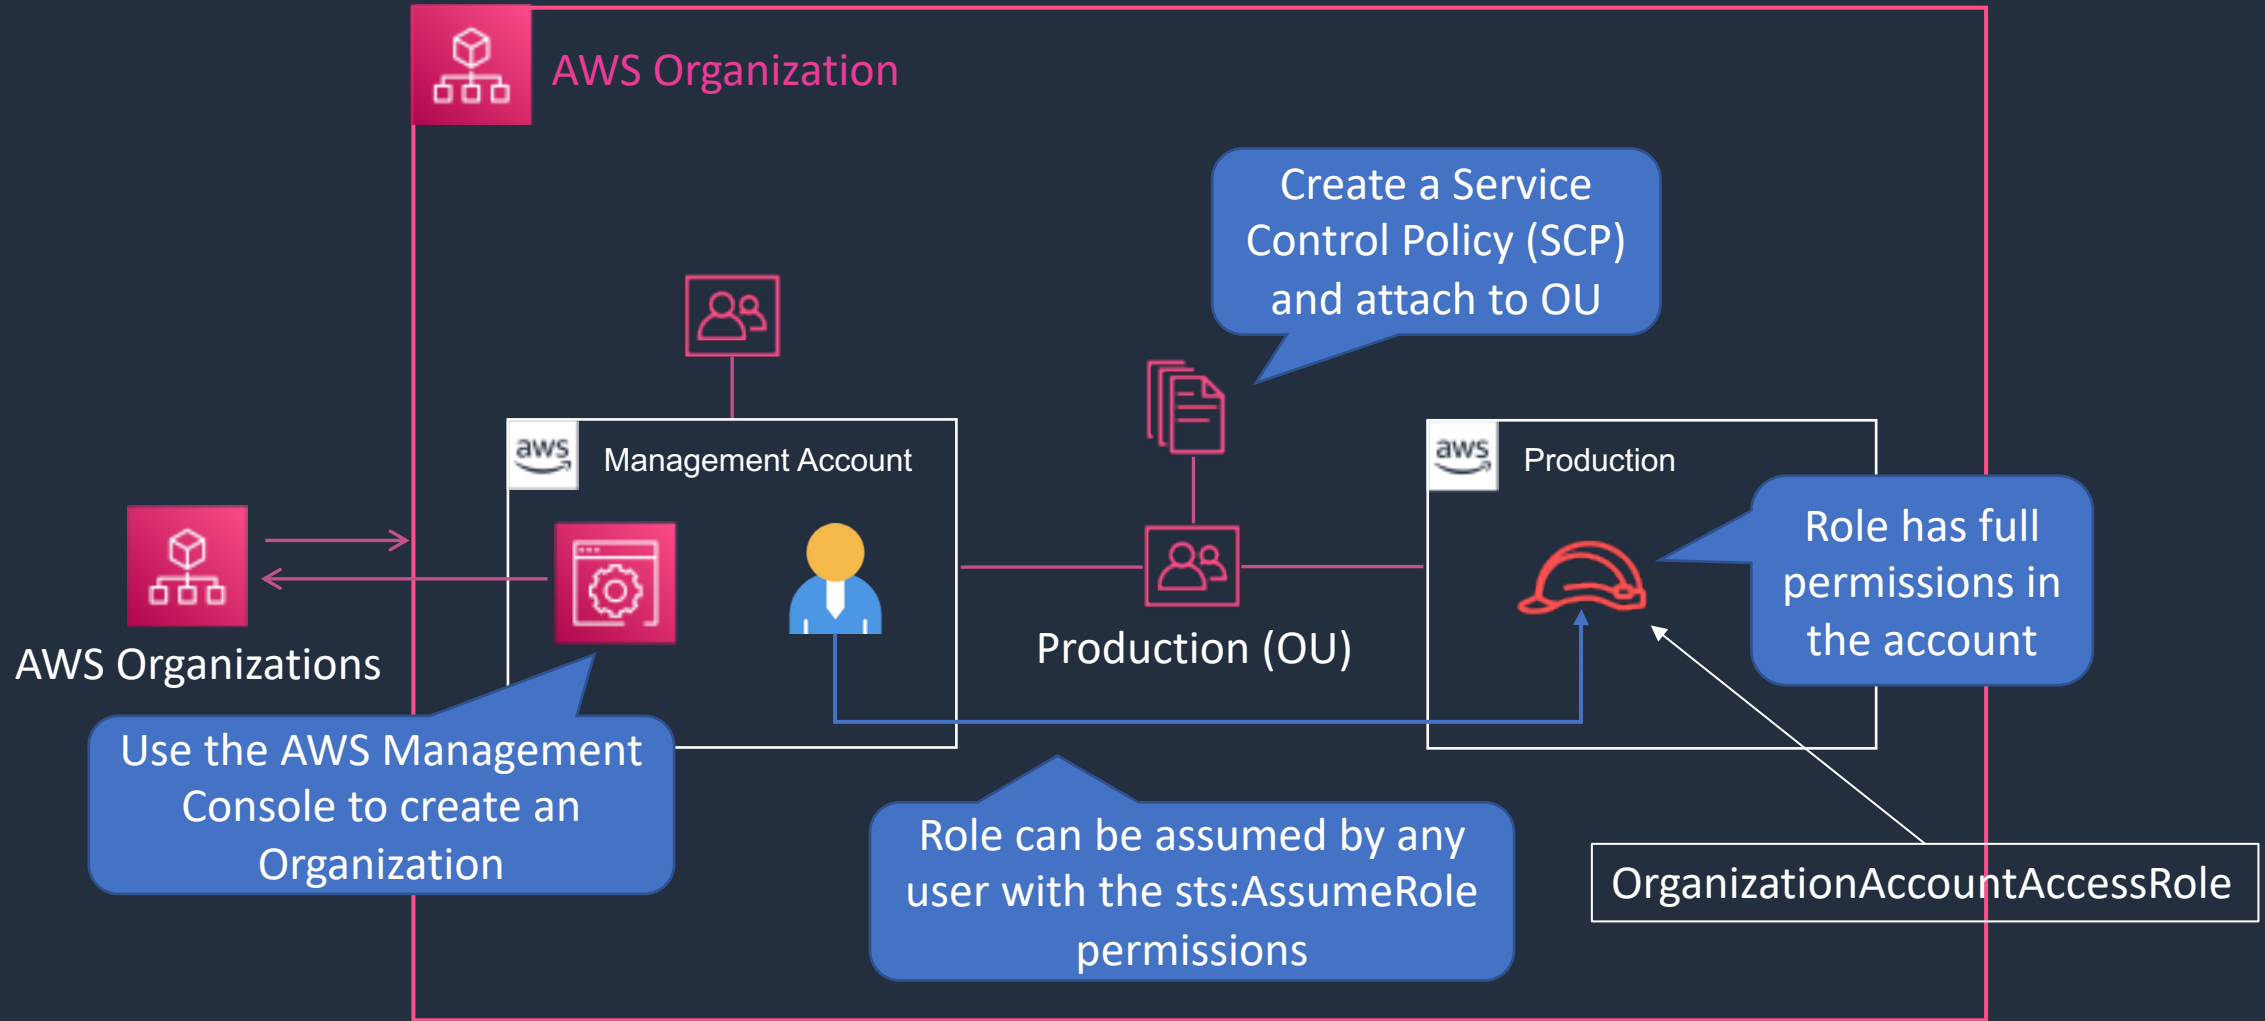 AWS Organization
Create a Service
Control Policy (SCP)
and attach to OU
aws
Management Account
aws
Production
Role has full
permissions in
the account
AWS Organizations
Production (OU)
Use the AWS Management
Console to create an
Organization
Role can be assumed by any
user with the sts:AssumeRole
permissions
OrganizationAccountAccessRole